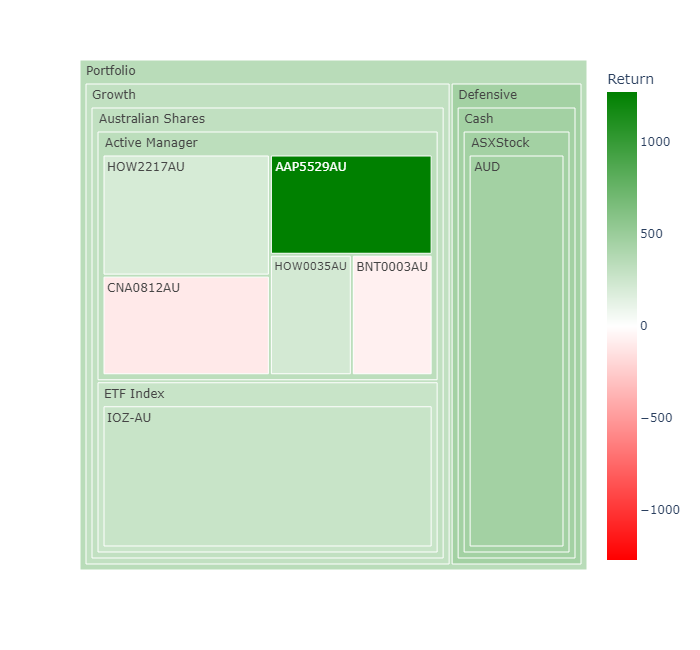 Portfolio
Growth
Australian Shares
Active Manager
HOW2217AU
AAP5529AU
CNA0812AU
HOW0035AU
BNT0003AU
ETF Index
IOZ-AU
Defensive
Cash
ASXStock
AUD
Return
1000
500
0
−500
−1000